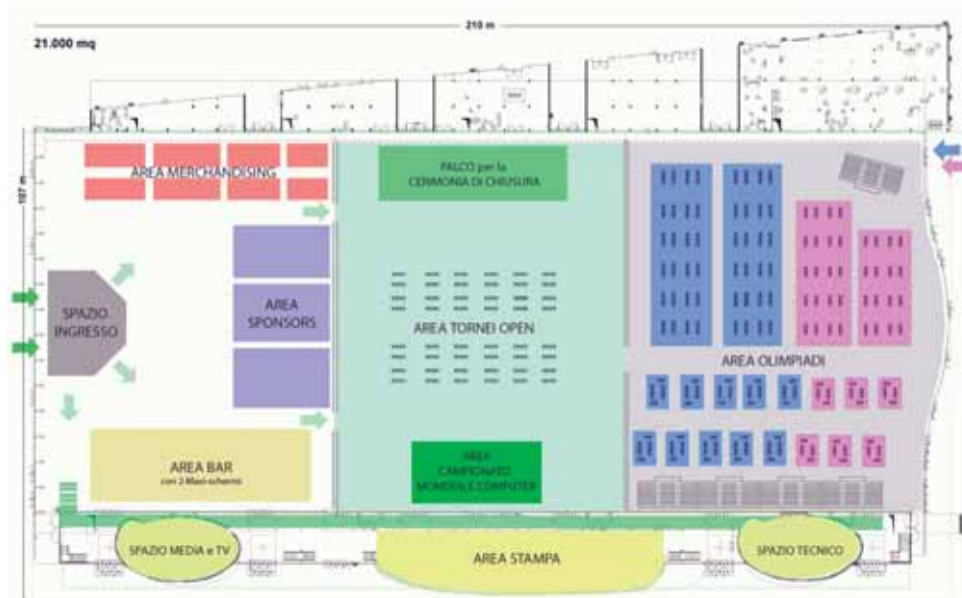 210 m
21.000 mq
107 m
AREA MERCHANDISING
PALCO per la
CERIMONIA DI CHIUSURA
SPAZIO
INGRESSO
AREA
SPONSORS
AREA TORNEI OPEN
AREA OLIMPIADI
AREA BAR
con 2 Maxi-schermi
AREA
CAMPIONATO
MONDIALE COMPUTER
SPAZIO MEDIA e TV
AREA STAMPA
SPAZIO TECNICO